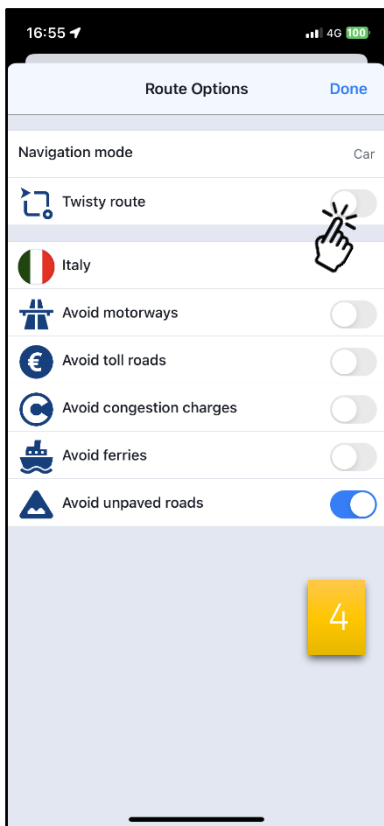 16:55 4G 100
Route Options Done
Navigation mode Car
Twisty route
Italy
Avoid motorways
€ Avoid toll roads
C Avoid congestion charges
Avoid ferries
Avoid unpaved roads
4